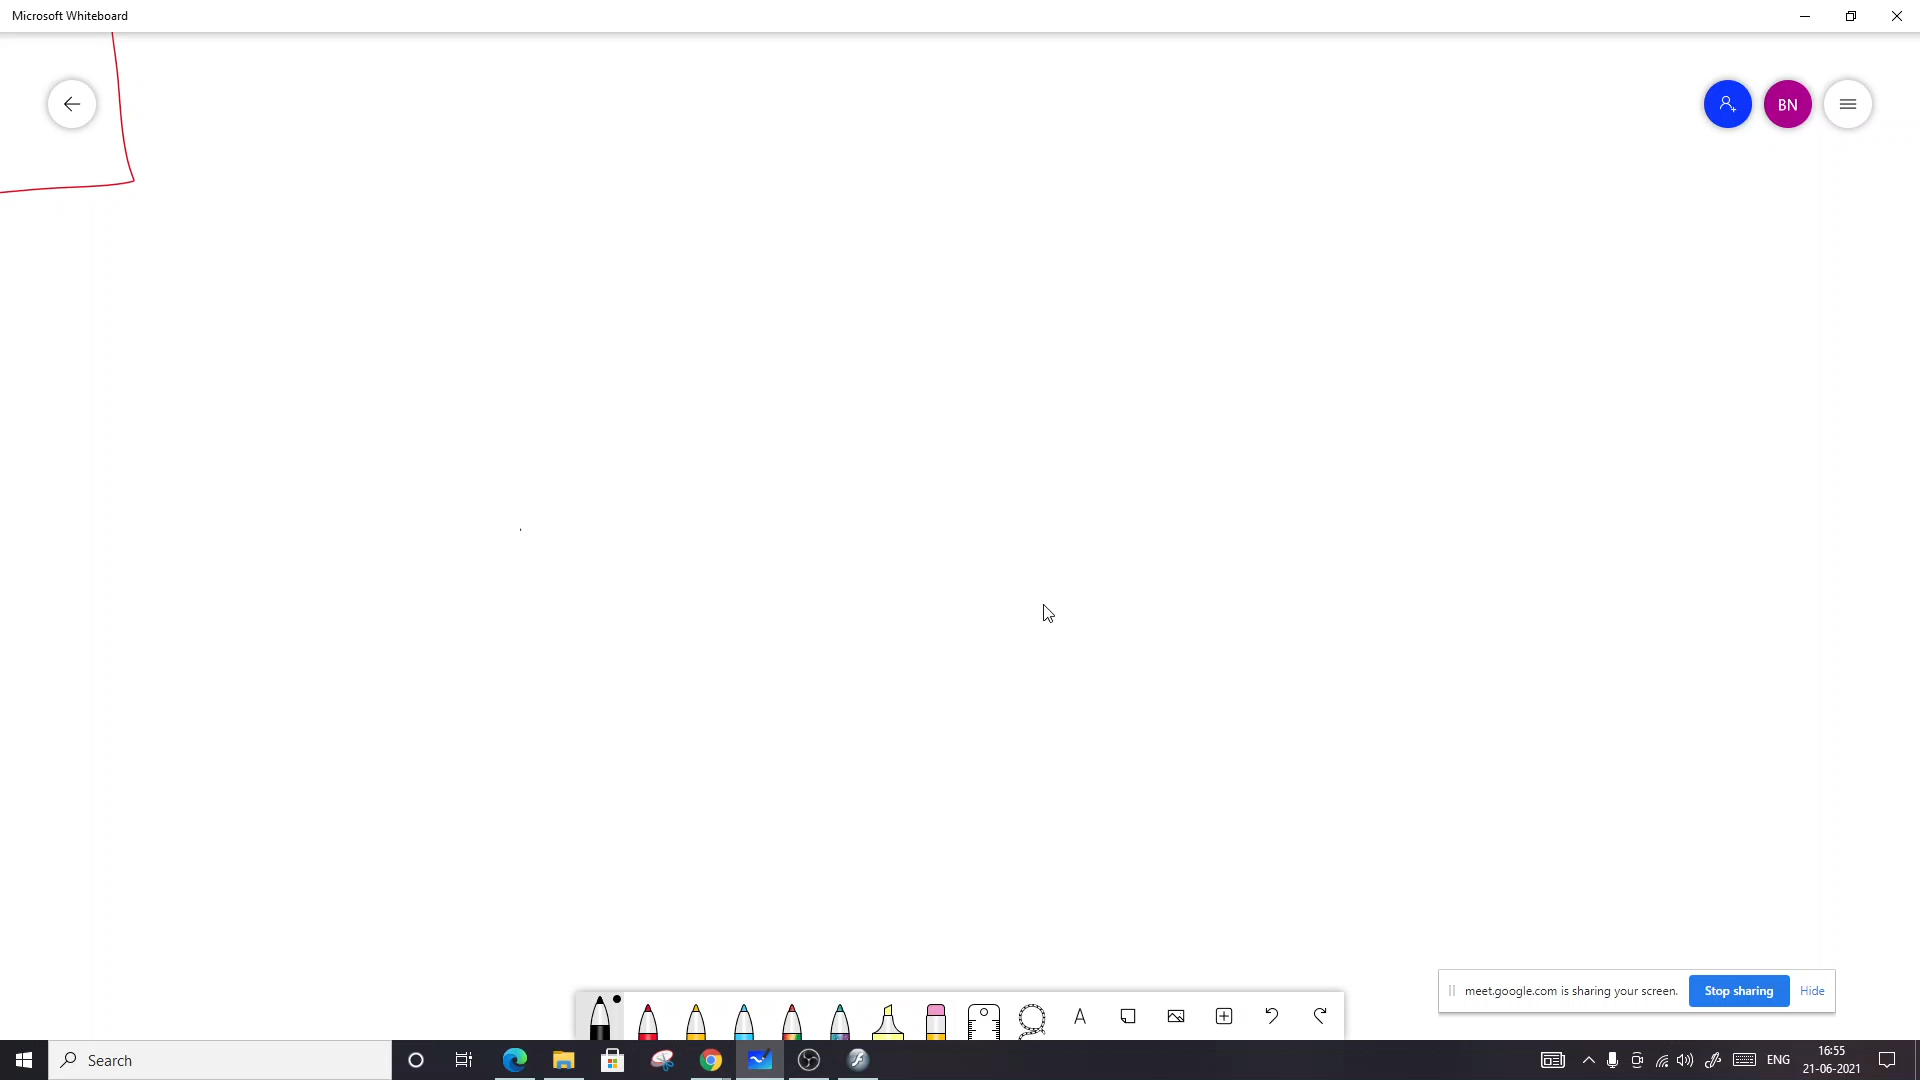 Microsoft Whiteboard
BN
A
meet.google.com is sharing your screen.
Stop sharing
Hide
Search
ENG
16:55
21-06-2021